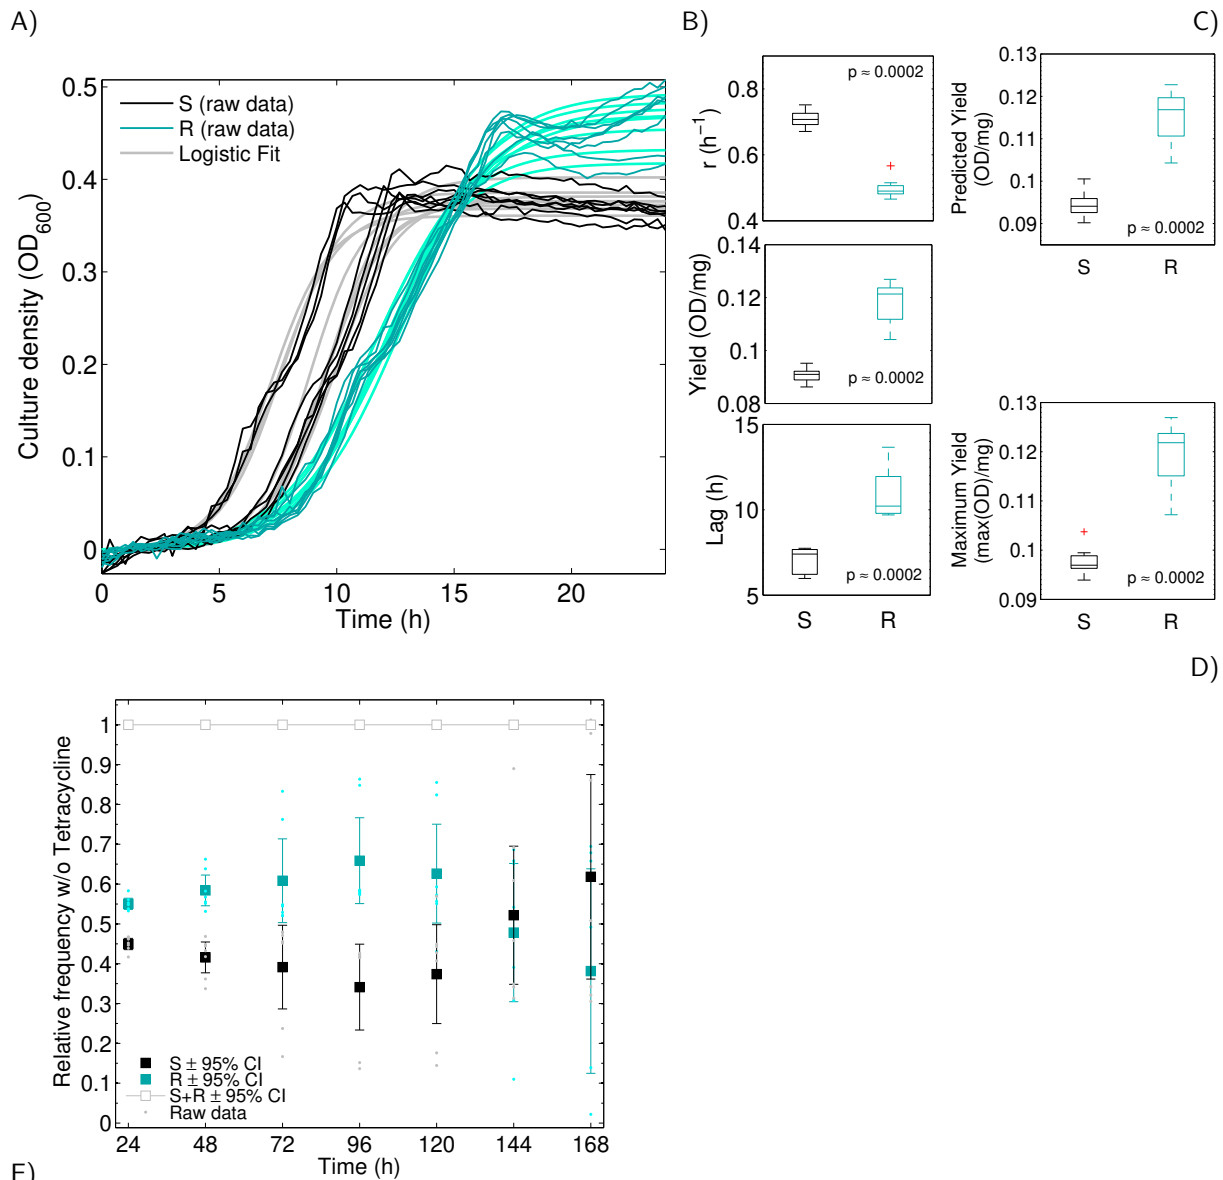 A)
0.5
0.4
0.3
0.2
0.1
0
Culture density (OD600)
S (raw data)
R (raw data)
Logistic Fit
0 5 10 15 20
Time (h)
B)
0.8
0.6
0.4
r (h−1)
p ≈ 0.0002
0.14
0.12
0.1
0.08
Yield (OD/mg)
p ≈ 0.0002
15
10
5
Lag (h)
p ≈ 0.0002
S R
C)
0.13
0.12
0.11
0.1
0.09
Predicted Yield
(OD/mg)
p ≈ 0.0002
S R
0.13
0.12
0.11
0.1
0.09
Maximum Yield
(max(OD)/mg)
p ≈ 0.0002
S R
D)
1
0.9
0.8
0.7
0.6
0.5
0.4
0.3
0.2
0.1
0
Relative frequency w/o Tetracycline
S ± 95% CI
R ± 95% CI
S+R ± 95% CI
Raw data
24 48 72 96 120 144 168
Time (h)